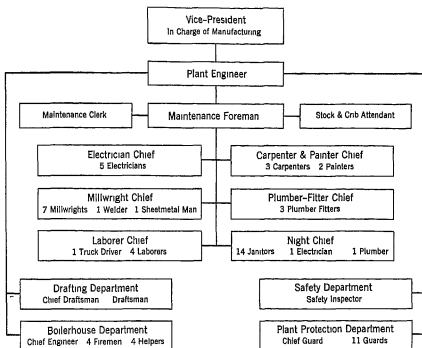 Vice-President
In Charge of Manufacturing
Plant Engineer
Maintenance Clerk
Maintenance Foreman
Stock & Crib Attendant
Electrician Chief
5 Electricians
Carpenter & Painter Chief
3 Carpenters 2 Painters
Millwright Chief
7 Millwrights 1 Welder 1 Sheetmetal Man
Plumber-Fitter Chief
3 Plumber Fitters
Laborer Chief
1 Truck Driver 4 Laborers
Night Chief
14 Janitors 1 Electrician 1 Plumber
Drafting Department
Chief Draftsman Draftsman
Safety Department
Safety Inspector
Boilerhouse Department
Chief Engineer 4 Firemen 4 Helpers
Plant Protection Department
Chief Guard 11 Guards